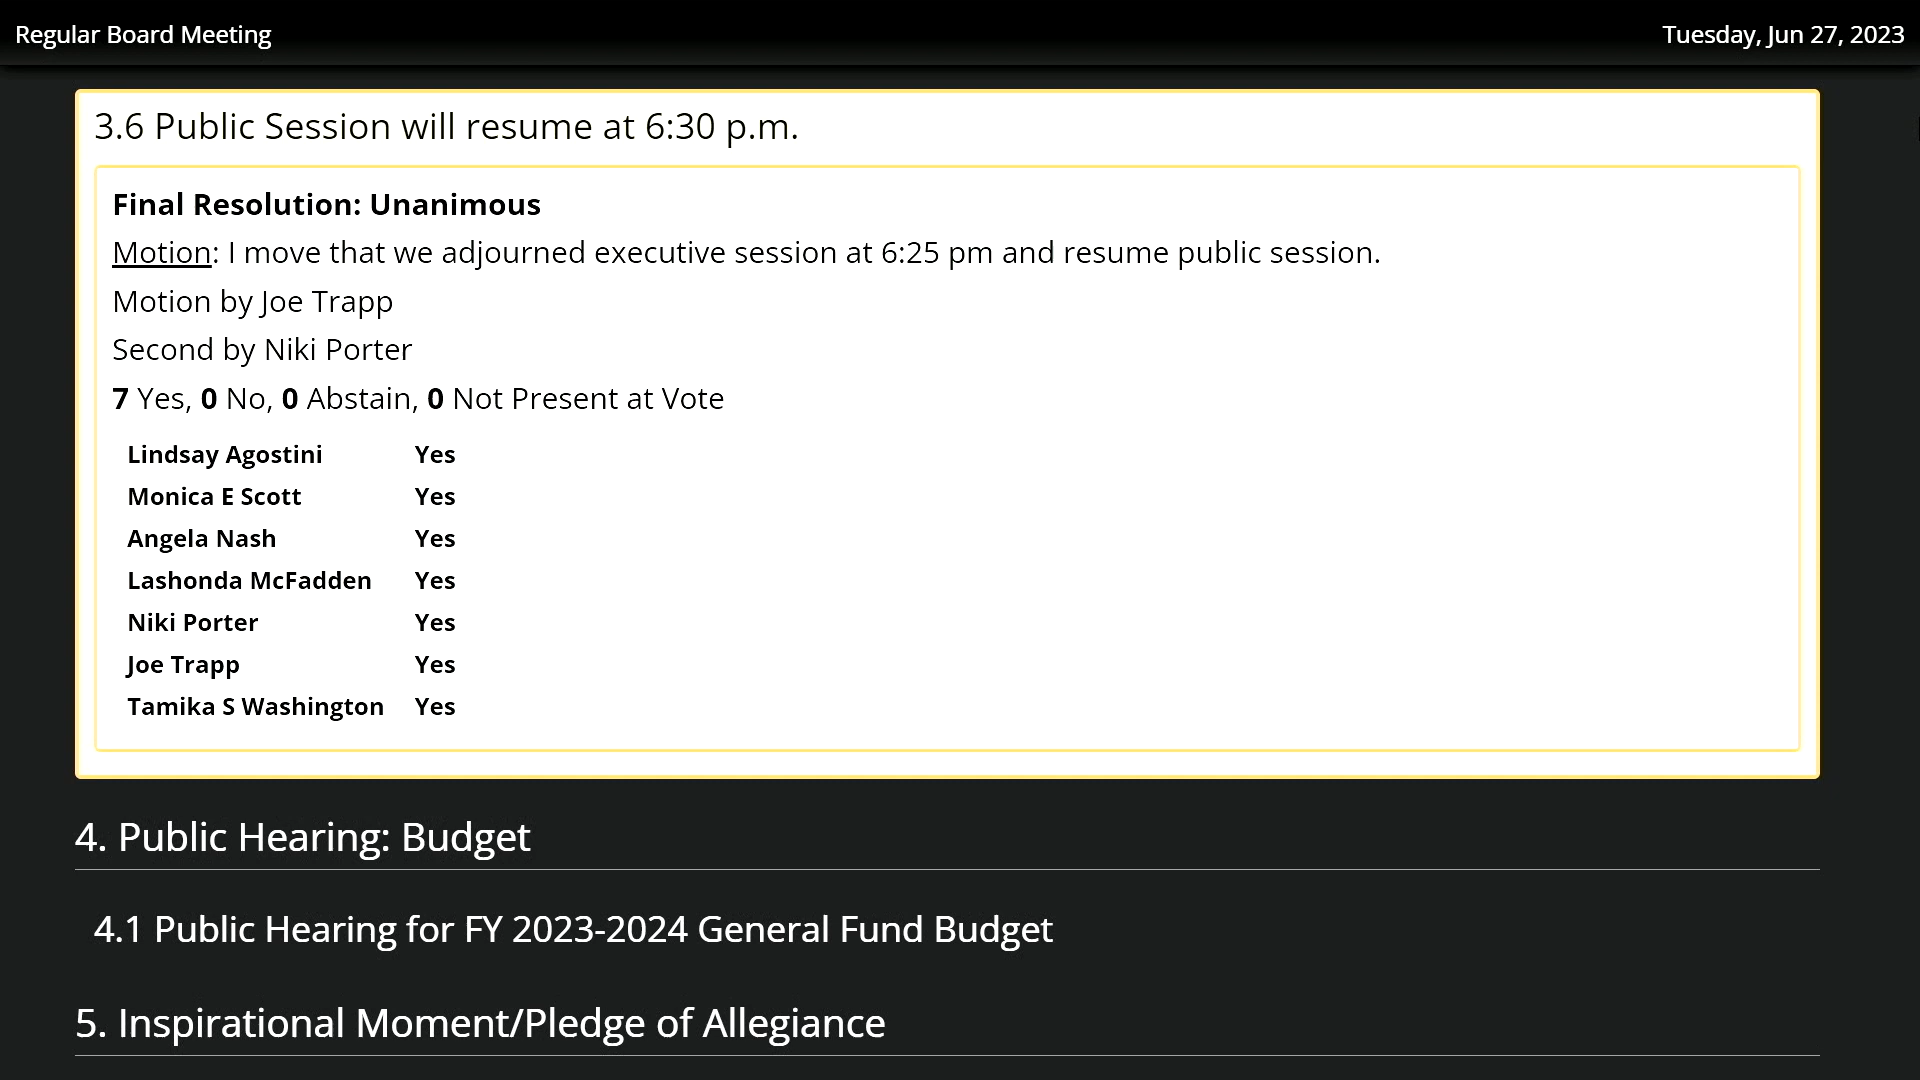 Regular Board Meeting
Tuesday, Jun 27, 2023
3.6 Public Session will resume at 6:30 p.m.
Final Resolution: Unanimous
Motion: I move that we adjourned executive session at 6:25 pm and resume public session.
Motion by Joe Trapp
Second by Niki Porter
7 Yes, 0 No, 0 Abstain, 0 Not Present at Vote
Lindsay Agostini Yes
Monica E Scott Yes
Angela Nash Yes
Lashonda McFadden Yes
Niki Porter Yes
Joe Trapp Yes
Tamika S Washington Yes
4. Public Hearing: Budget
4.1 Public Hearing for FY 2023-2024 General Fund Budget
5. Inspirational Moment/Pledge of Allegiance